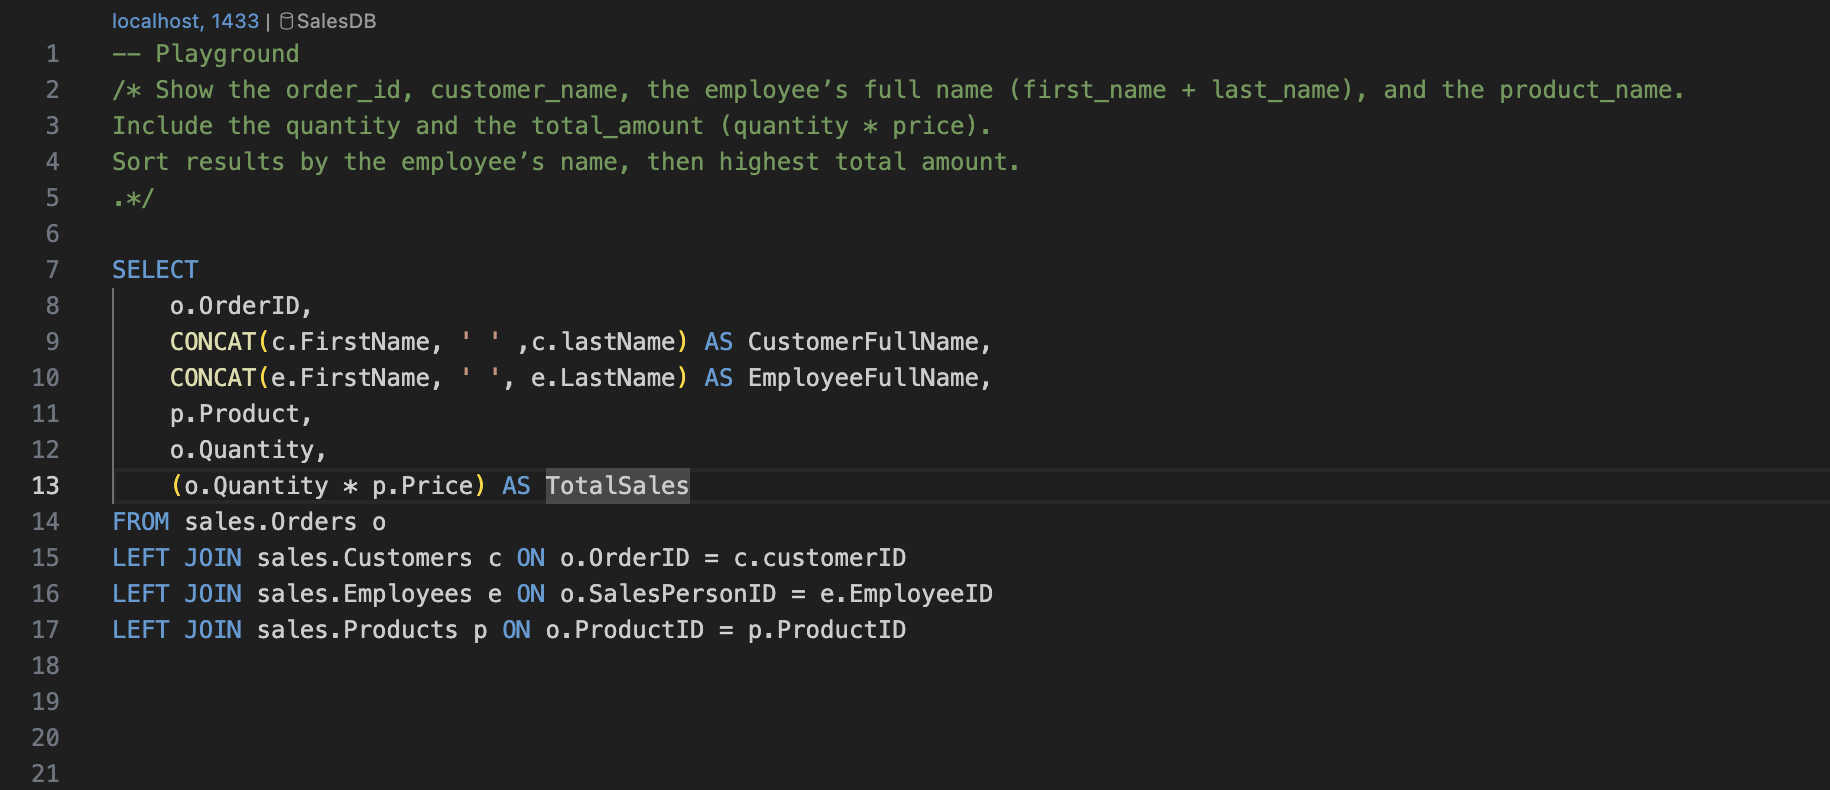 localhost, 1433 | SalesDB
1 -- Playground
2 /* Show the order_id, customer_name, the employee’s full name (first_name + last_name), and the product_name.
3 Include the quantity and the total_amount (quantity * price).
4 Sort results by the employee’s name, then highest total amount.
5 .*/
6
7 SELECT
8     o.OrderID,
9     CONCAT(c.FirstName, ' ' ,c.lastName) AS CustomerFullName,
10     CONCAT(e.FirstName, ' ', e.LastName) AS EmployeeFullName,
11     p.Product,
12     o.Quantity,
13     (o.Quantity * p.Price) AS TotalSales
14 FROM sales.Orders o
15 LEFT JOIN sales.Customers c ON o.OrderID = c.customerID
16 LEFT JOIN sales.Employees e ON o.SalesPersonID = e.EmployeeID
17 LEFT JOIN sales.Products p ON o.ProductID = p.ProductID
18
19
20
21